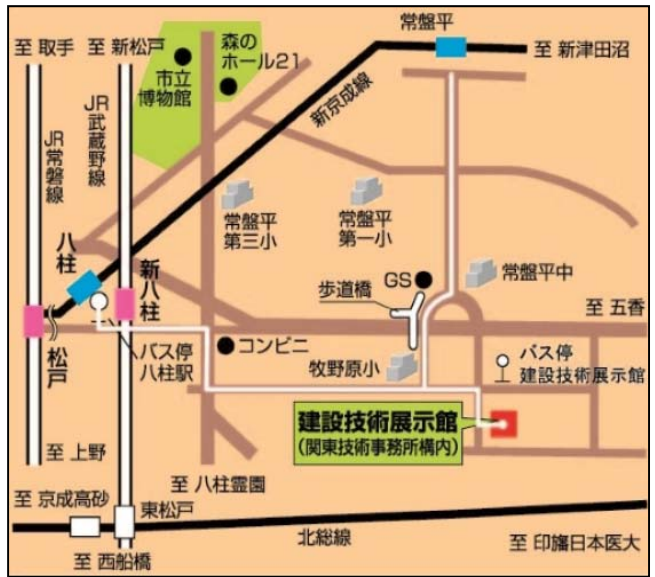 常盤平
至 取手
至 新松戸
森の
ホール21
市立
博物館
至 新津田沼
新京成線
JR
武蔵野線
JR
常磐線
常盤平
第三小
常盤平
第一小
八柱
新八柱
GS
常盤平中
歩道橋
至 五香
松戸
バス停
八柱駅
コンビニ
牧野原小
バス停
建設技術展示館
建設技術展示館
(関東技術事務所構内)
至 上野
至 八柱霊園
至 京成高砂
東松戸
北総線
至 西船橋
至 印旛日本医大